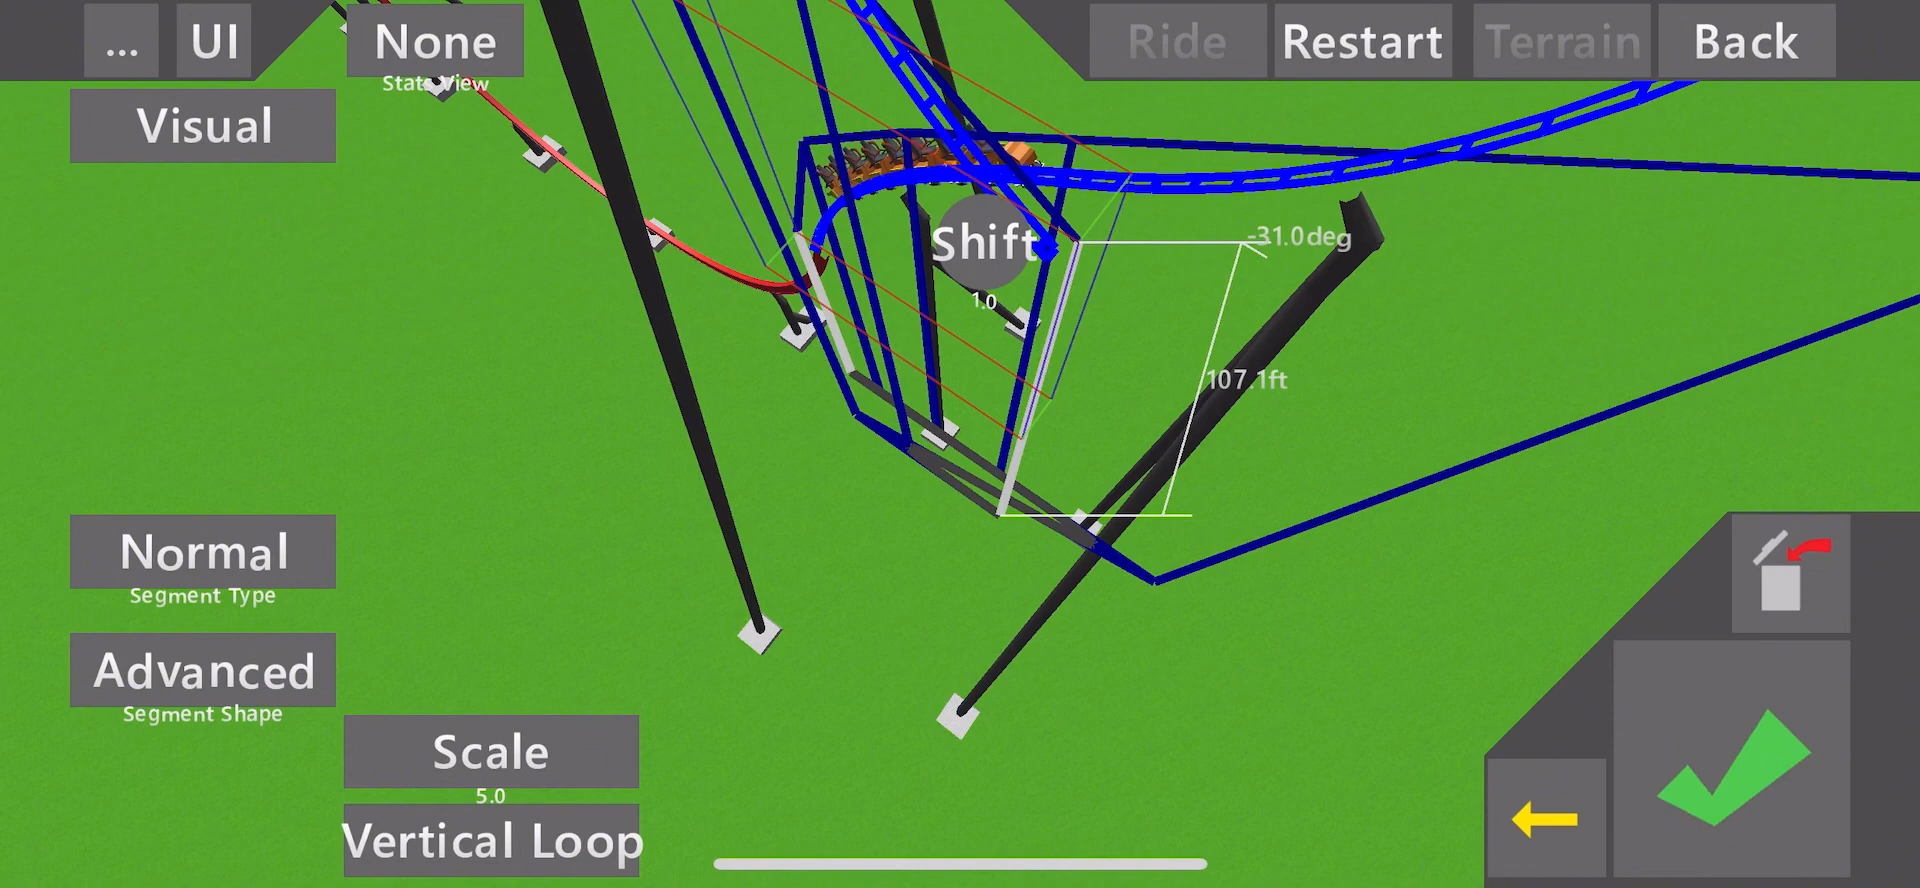 ...
UI
None
Stats View
Ride
Restart
Terrain
Back
Visual
Shift
1.0
-31.0deg
107.1ft
Normal
Segment Type
Advanced
Segment Shape
Scale
5.0
Vertical Loop